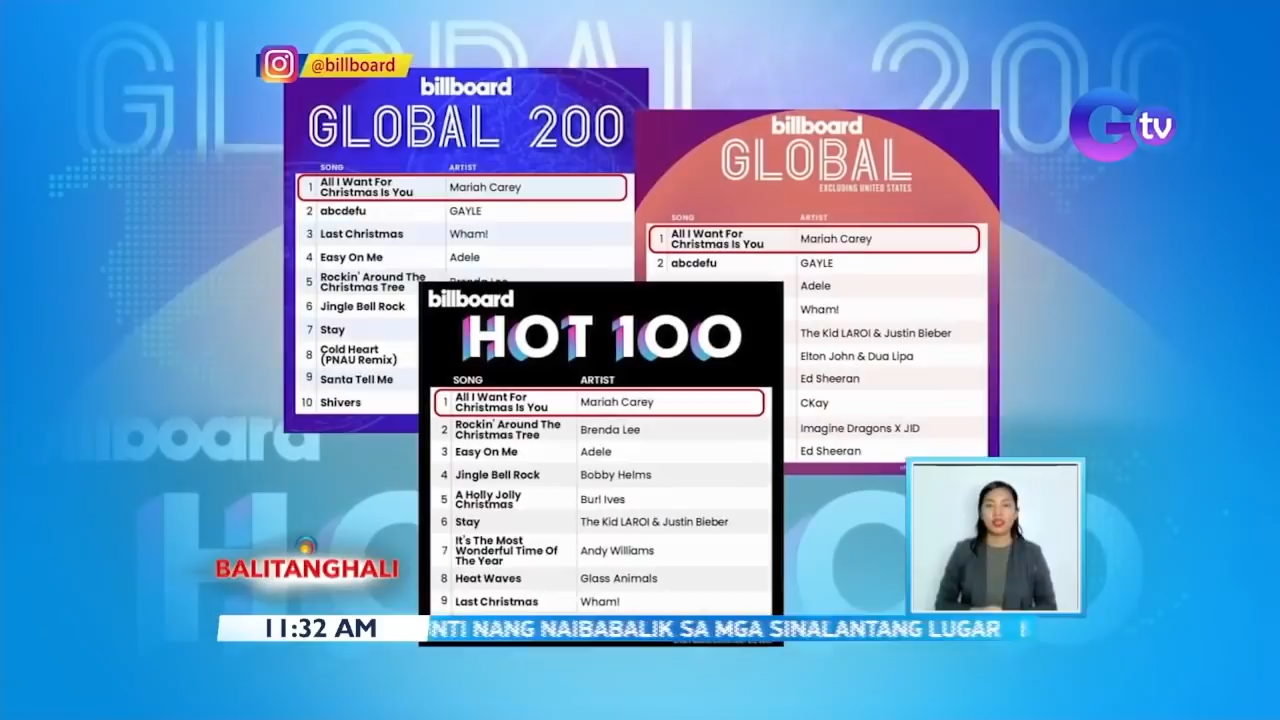 GLOBAL 200
@billboard
billboard
GLOBAL 200
SONG ARTIST
1 All I Want For Christmas Is You Mariah Carey
2 abcdefu GAYLE
3 Last Christmas Wham!
4 Easy On Me Adele
5 Rockin' Around The Christmas Tree Brenda Lee
6 Jingle Bell Rock
7 Stay
8 Cold Heart (PNAU Remix)
9 Santa Tell Me
10 Shivers
billboard
GLOBAL
EXCLUDING UNITED STATES
SONG ARTIST
1 All I Want For Christmas Is You Mariah Carey
2 abcdefu GAYLE
Adele
Wham!
The Kid LAROI & Justin Bieber
Elton John & Dua Lipa
Ed Sheeran
CKay
Imagine Dragons X JID
Ed Sheeran
Gtv
billboard
HOT 100
SONG ARTIST
1 All I Want For Christmas Is You Mariah Carey
2 Rockin' Around The Christmas Tree Brenda Lee
3 Easy On Me Adele
4 Jingle Bell Rock Bobby Helms
5 A Holly Jolly Christmas Burl Ives
6 Stay The Kid LAROI & Justin Bieber
7 It's The Most Wonderful Time Of The Year Andy Williams
8 Heat Waves Glass Animals
9 Last Christmas Wham!
BALITANGHALI
11:32 AM
NTI NANG NAIBABALIK SA MGA SINALANTANG LUGAR